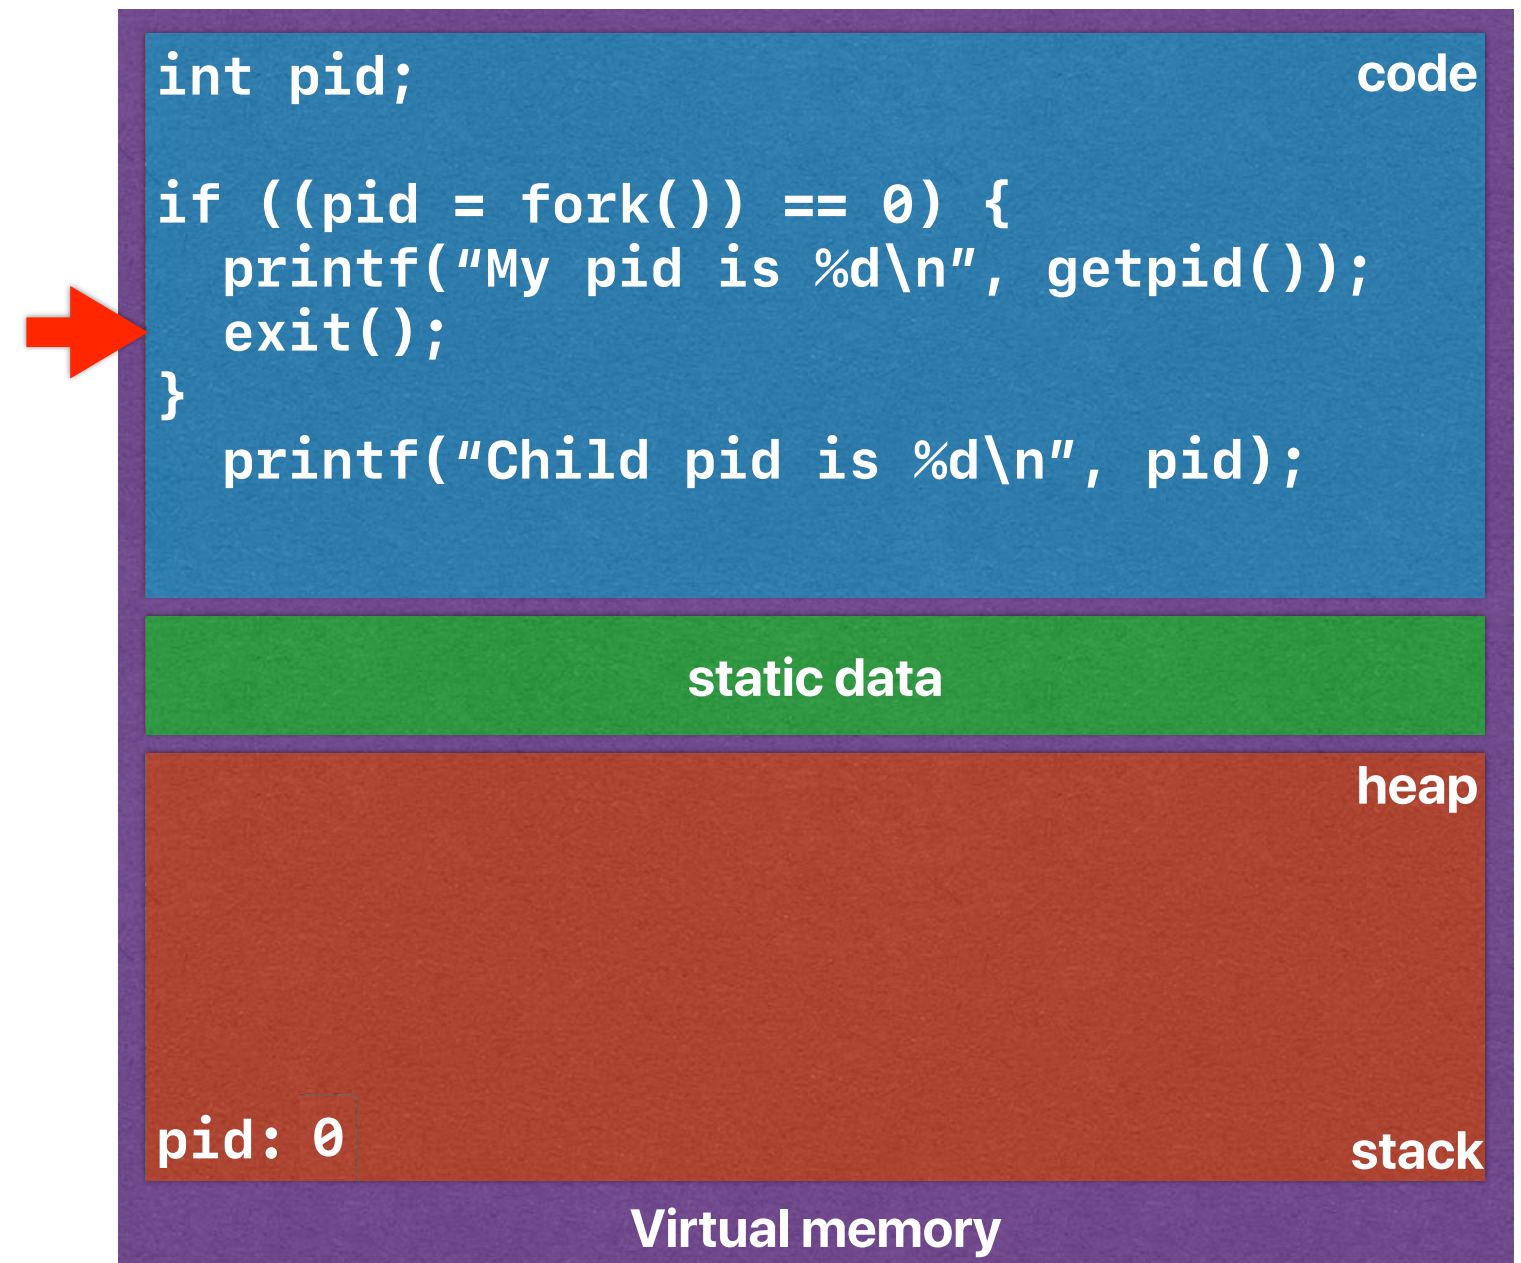 int pid;
code
if ((pid = fork()) == 0) {
  printf(“My pid is %d\n”, getpid());
  exit();
}
  printf(“Child pid is %d\n”, pid);
static data
heap
pid: 0
stack
Virtual memory